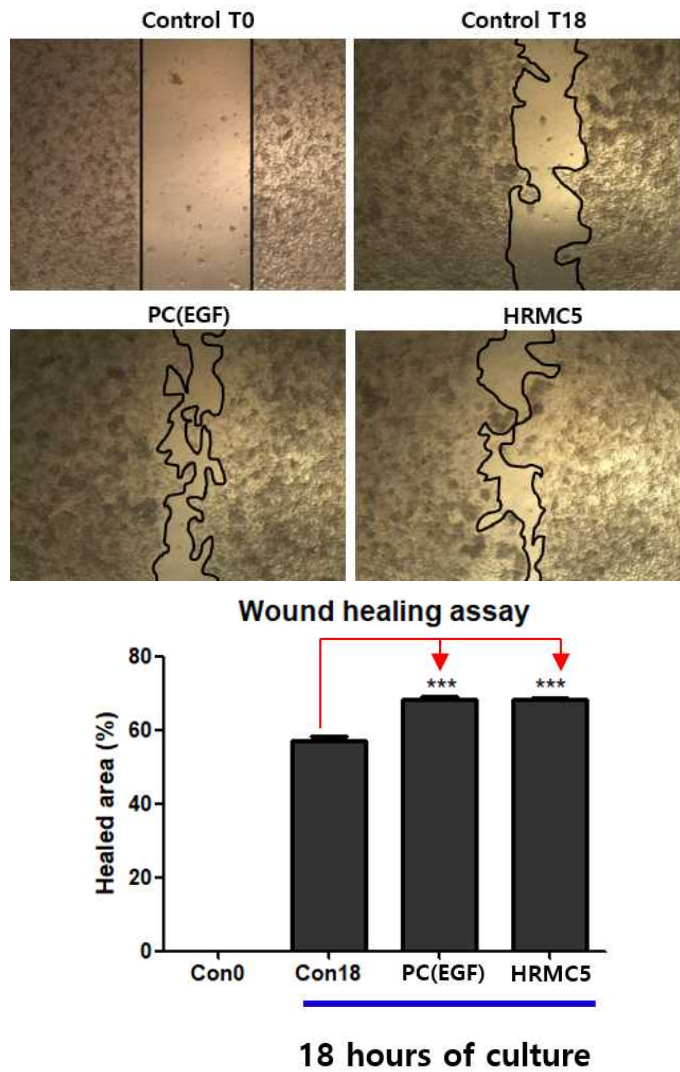 Control T0
Control T18
PC(EGF)
HRMC5
Wound healing assay
Healed area (%)
80
60
40
20
0
***
***
Con0
Con18
PC(EGF)
HRMC5
18 hours of culture